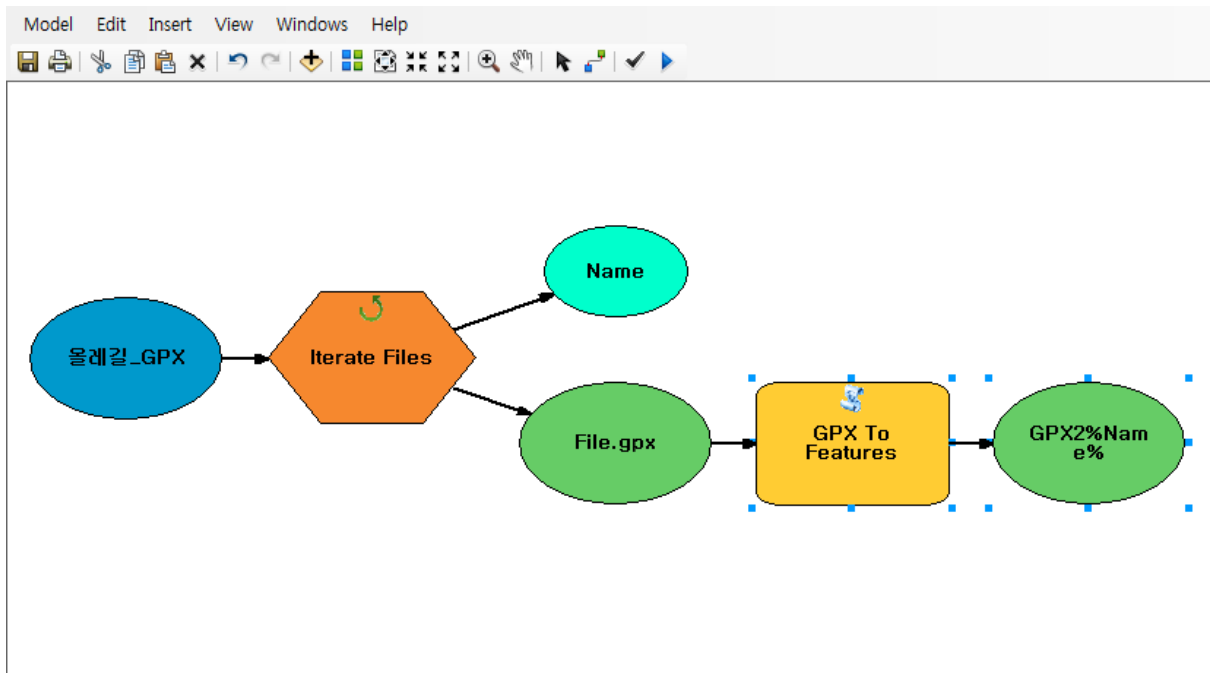 Model Edit Insert View Windows Help
Name
올레길_GPX
Iterate Files
File.gpx
GPX To
Features
GPX2%Nam
e%